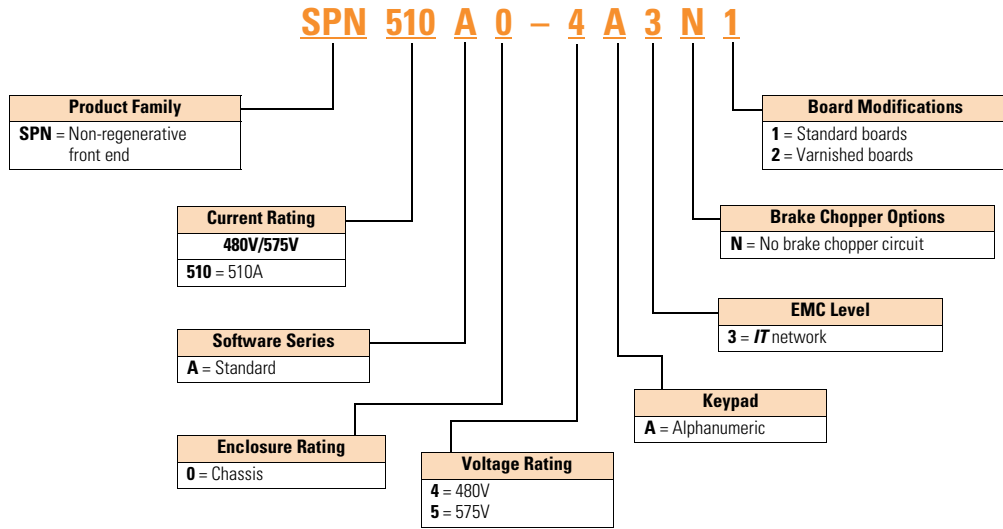 SPN 510 A 0 – 4 A 3 N 1
Product Family
SPN = Non-regenerative
front end
Board Modifications
1 = Standard boards
2 = Varnished boards
Current Rating
480V/575V
510 = 510A
Brake Chopper Options
N = No brake chopper circuit
EMC Level
3 = IT network
Software Series
A = Standard
Keypad
A = Alphanumeric
Enclosure Rating
0 = Chassis
Voltage Rating
4 = 480V
5 = 575V